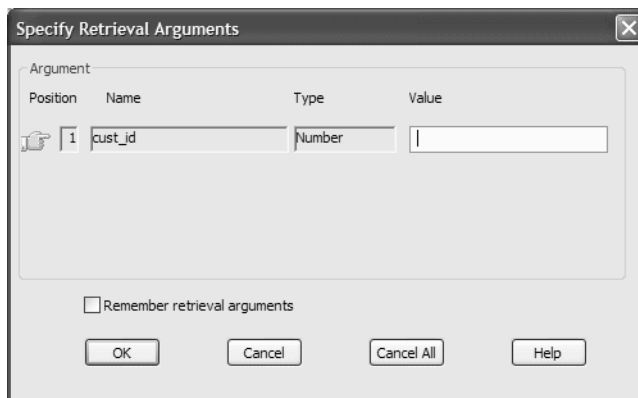 Specify Retrieval Arguments
Argument
Position Name Type Value
1 cust_id Number
Remember retrieval arguments
OK Cancel Cancel All Help